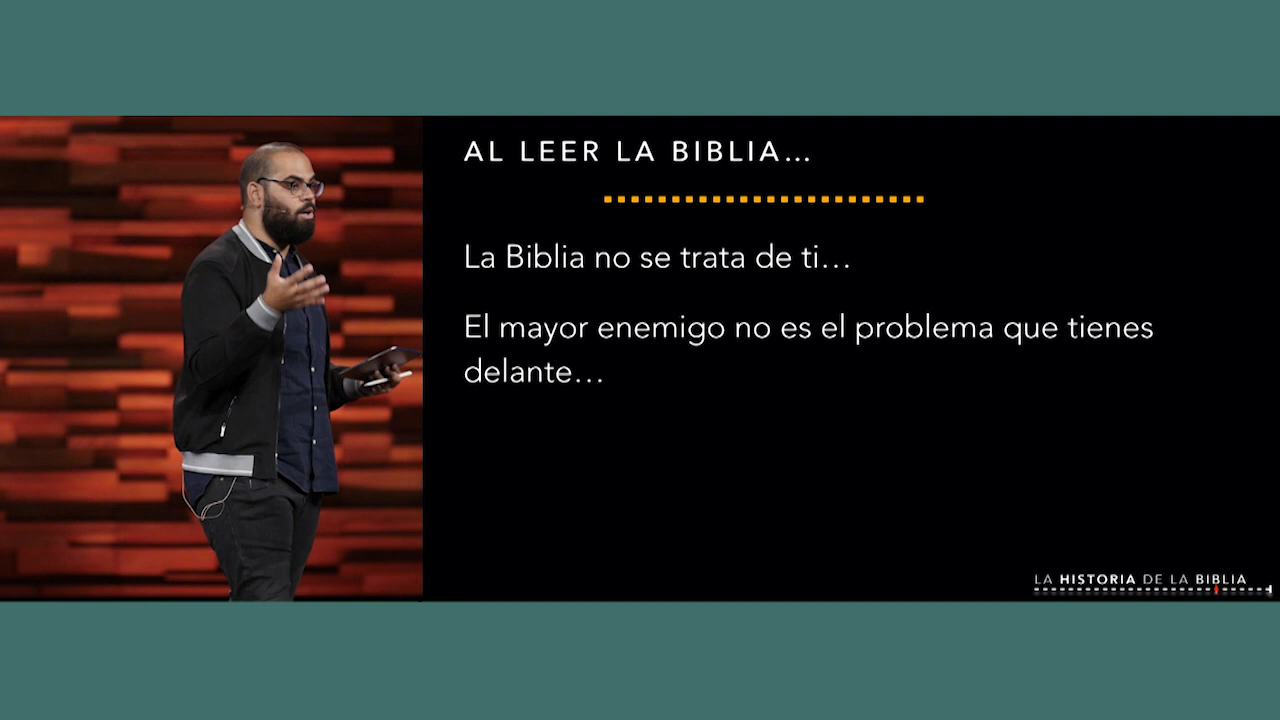 AL LEER LA BIBLIA...
La Biblia no se trata de ti...
El mayor enemigo no es el problema que tienes
delante...
LA HISTORIA DE LA BIBLIA